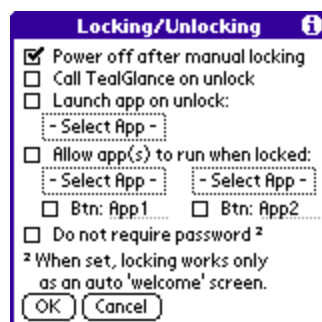 Locking/Unlocking i
Power off after manual locking
Call TealGlance on unlock
Launch app on unlock:
- Select App -
Allow app(s) to run when locked:
- Select App - - Select App -
Btn: App1 Btn: App2
Do not require password ²
² When set, locking works only
as an auto 'welcome' screen.
OK Cancel